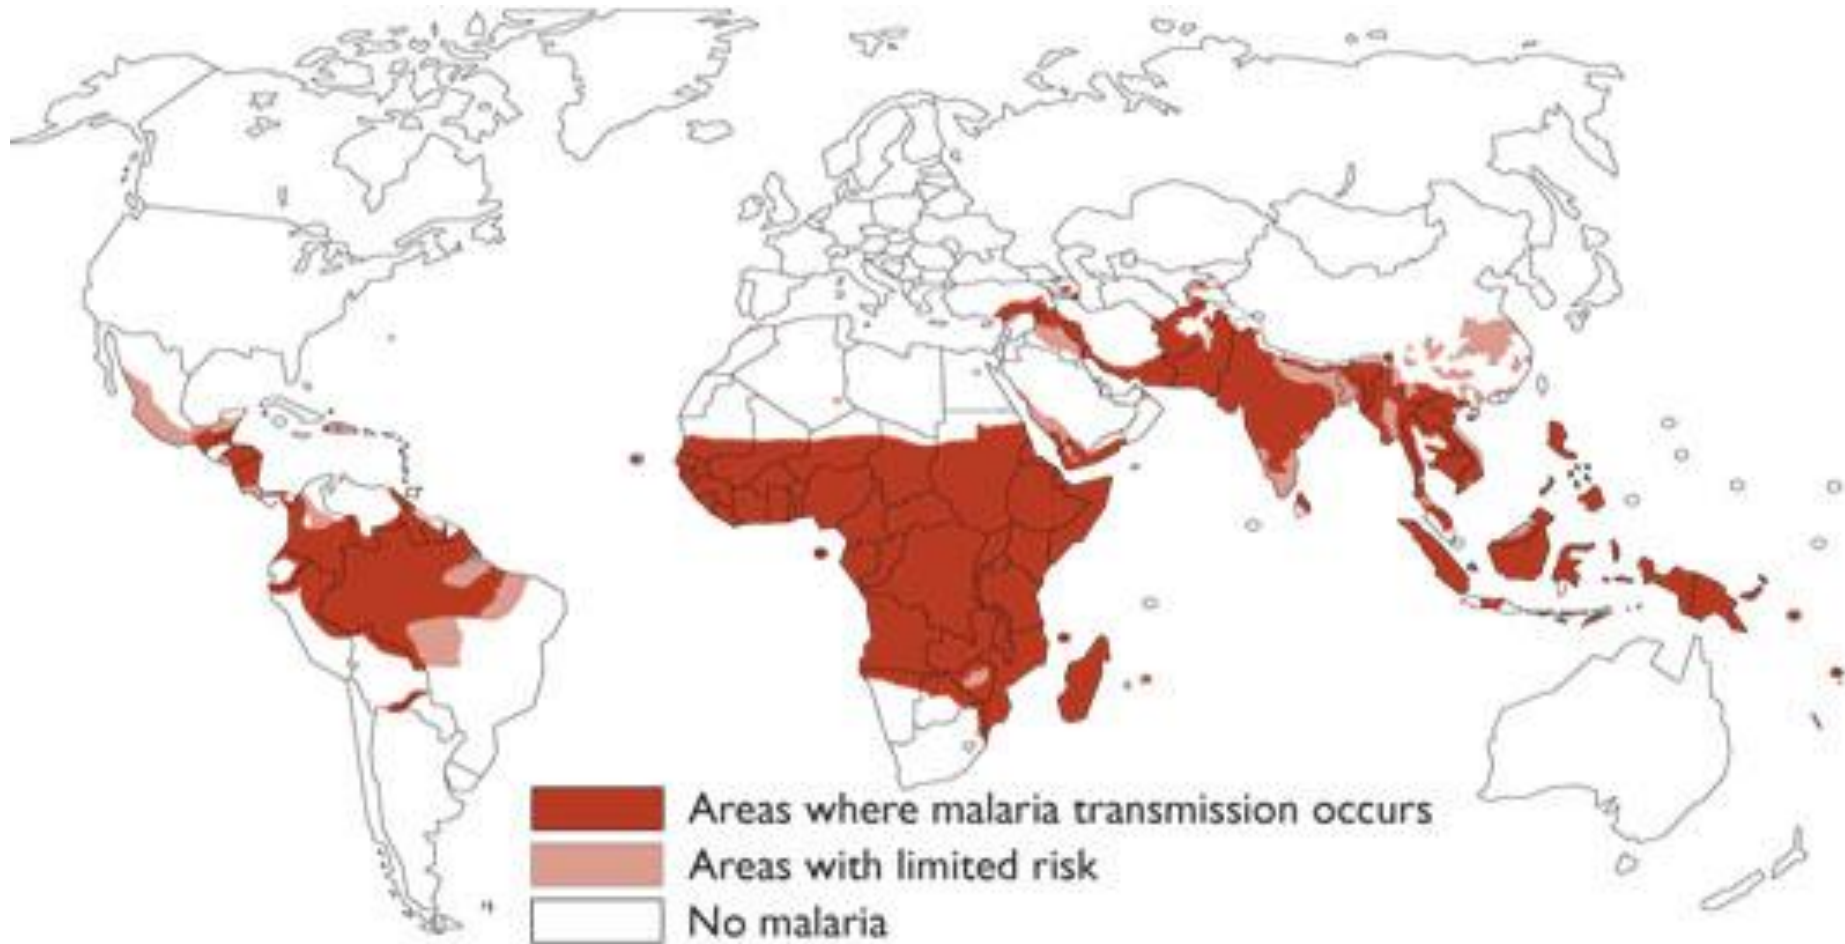 Areas where malaria transmission occurs
Areas with limited risk
No malaria